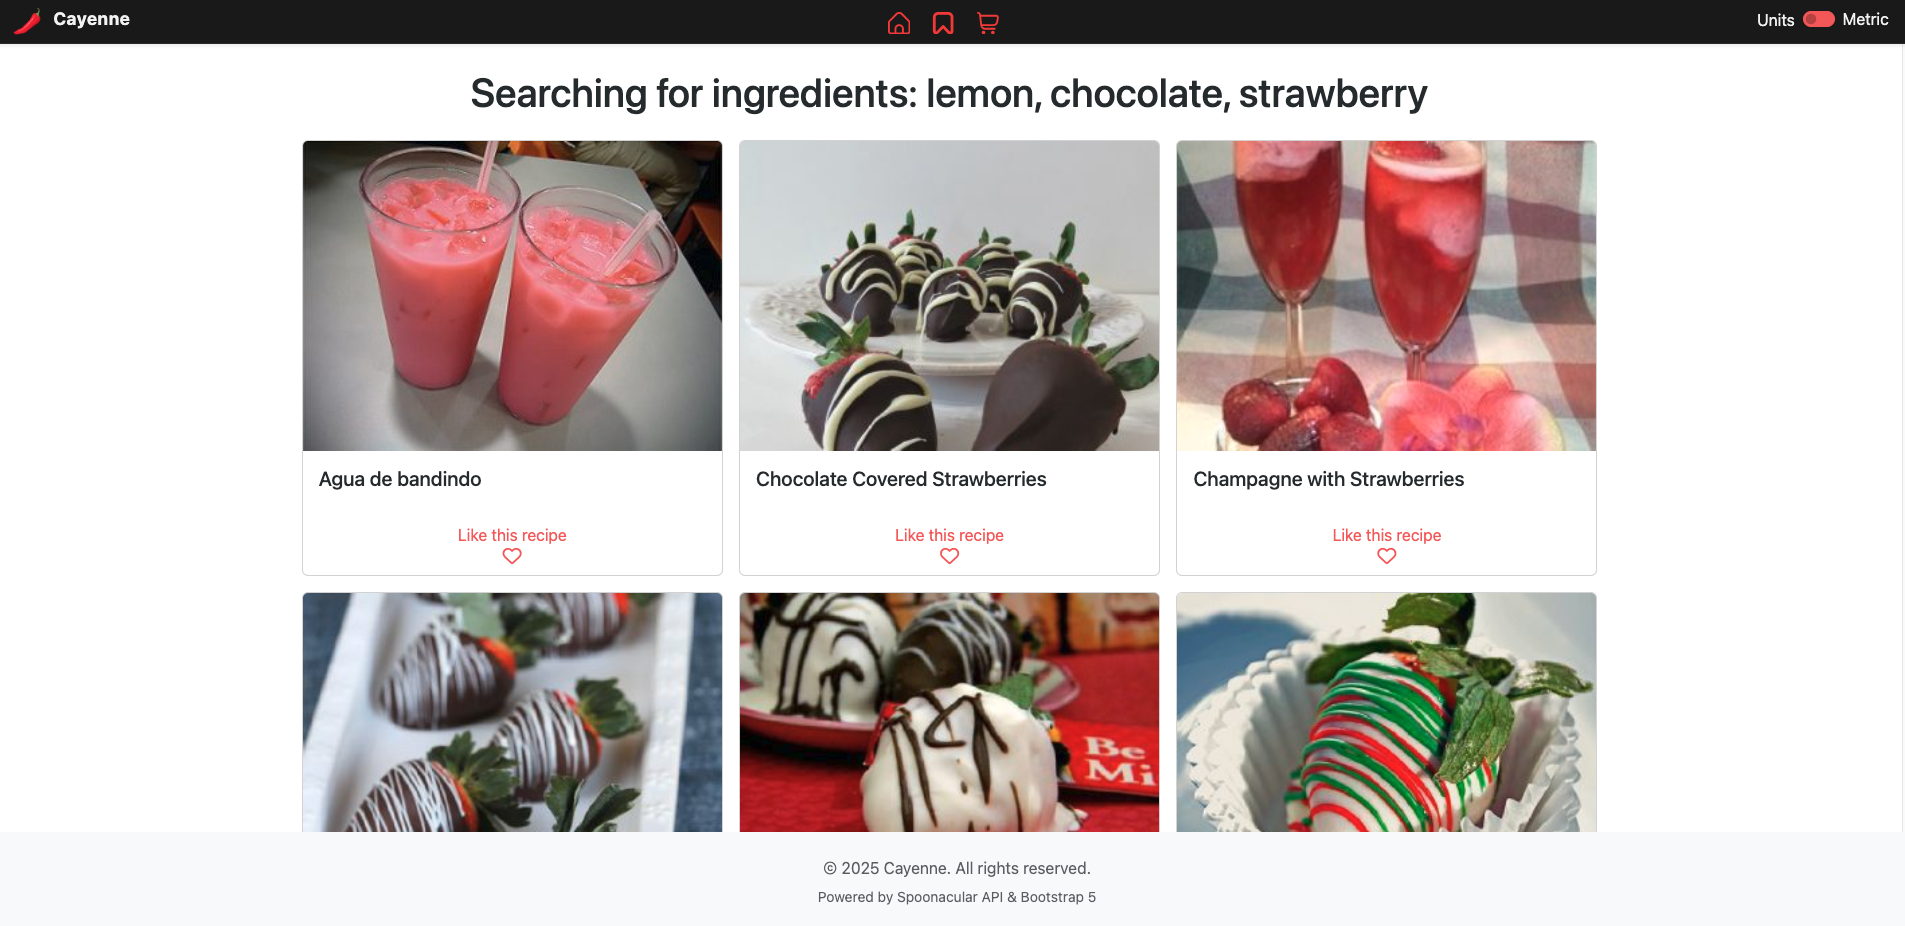 Cayenne
Units Metric
Searching for ingredients: lemon, chocolate, strawberry
Agua de bandindo
Like this recipe
Chocolate Covered Strawberries
Like this recipe
Champagne with Strawberries
Like this recipe
Be
Mi
© 2025 Cayenne. All rights reserved.
Powered by Spoonacular API & Bootstrap 5